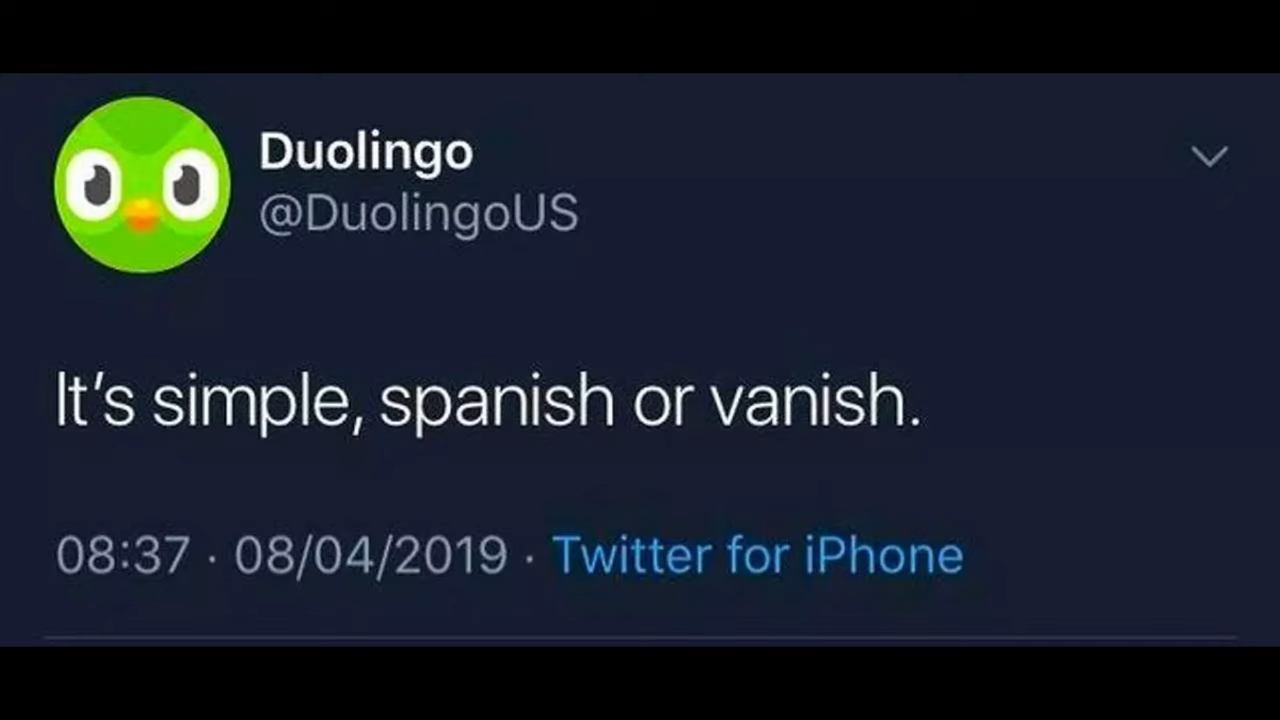 Duolingo
@DuolingoUS
It’s simple, spanish or vanish.
08:37 · 08/04/2019 · Twitter for iPhone